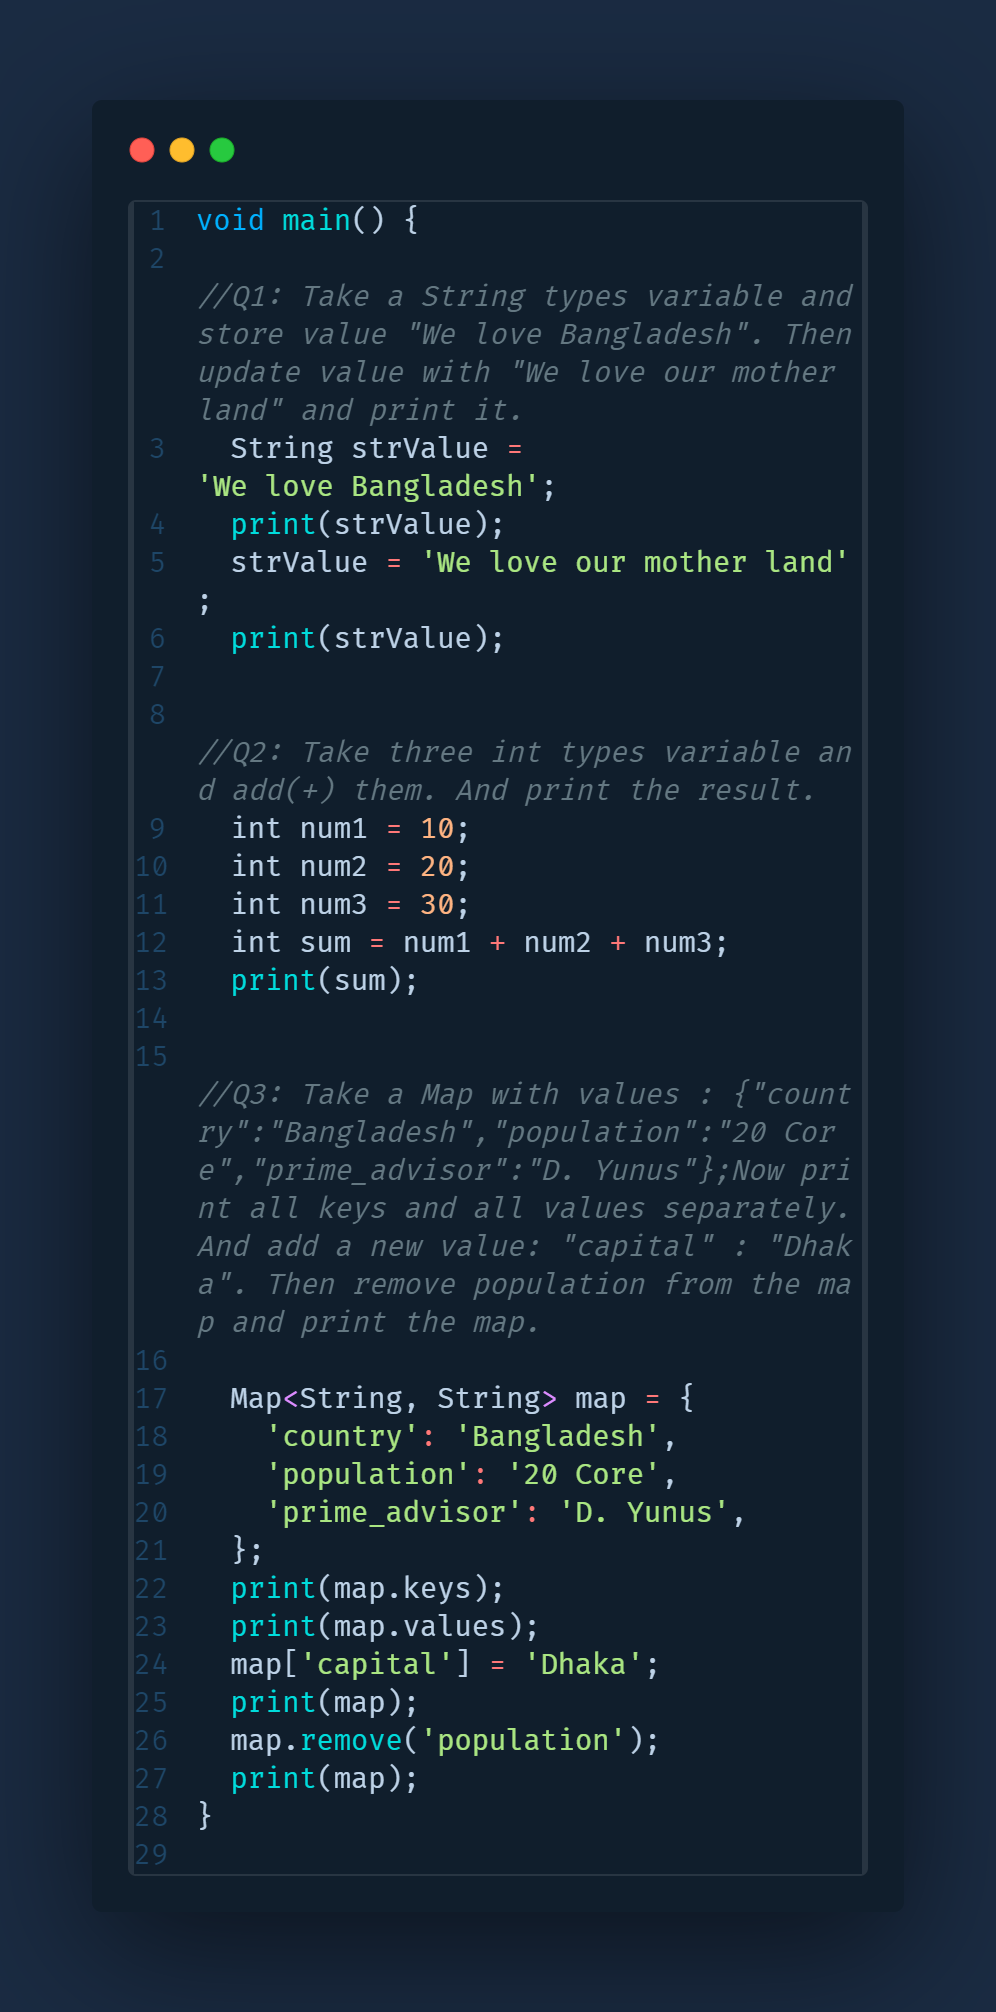 1 void main() {
2
//Q1: Take a String types variable and
store value "We love Bangladesh". Then
update value with "We love our mother
land" and print it.
3   String strValue =
'We love Bangladesh';
4   print(strValue);
5   strValue = 'We love our mother land'
;
6   print(strValue);
7
8
//Q2: Take three int types variable an
d add(+) them. And print the result.
9   int num1 = 10;
10   int num2 = 20;
11   int num3 = 30;
12   int sum = num1 + num2 + num3;
13   print(sum);
14
15
//Q3: Take a Map with values : {"count
ry":"Bangladesh","population":"20 Cor
e","prime_advisor":"D. Yunus"};Now pri
nt all keys and all values separately.
And add a new value: "capital" : "Dhak
a". Then remove population from the ma
p and print the map.
16
17   Map<String, String> map = {
18     'country': 'Bangladesh',
19     'population': '20 Core',
20     'prime_advisor': 'D. Yunus',
21   };
22   print(map.keys);
23   print(map.values);
24   map['capital'] = 'Dhaka';
25   print(map);
26   map.remove('population');
27   print(map);
28 }
29